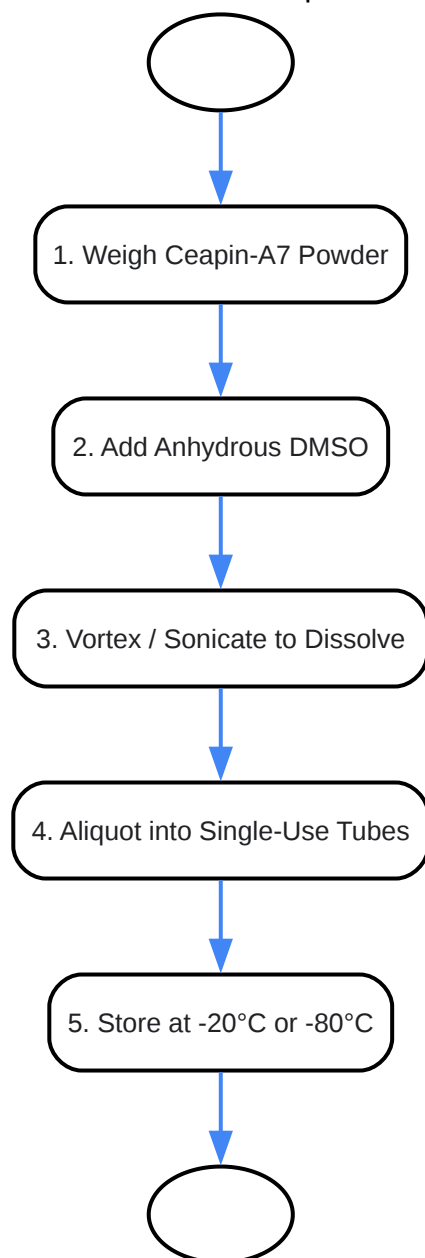 1. Weigh Ceapin-A7 Powder
2. Add Anhydrous DMSO
3. Vortex / Sonicate to Dissolve
4. Aliquot into Single-Use Tubes
5. Store at -20°C or -80°C